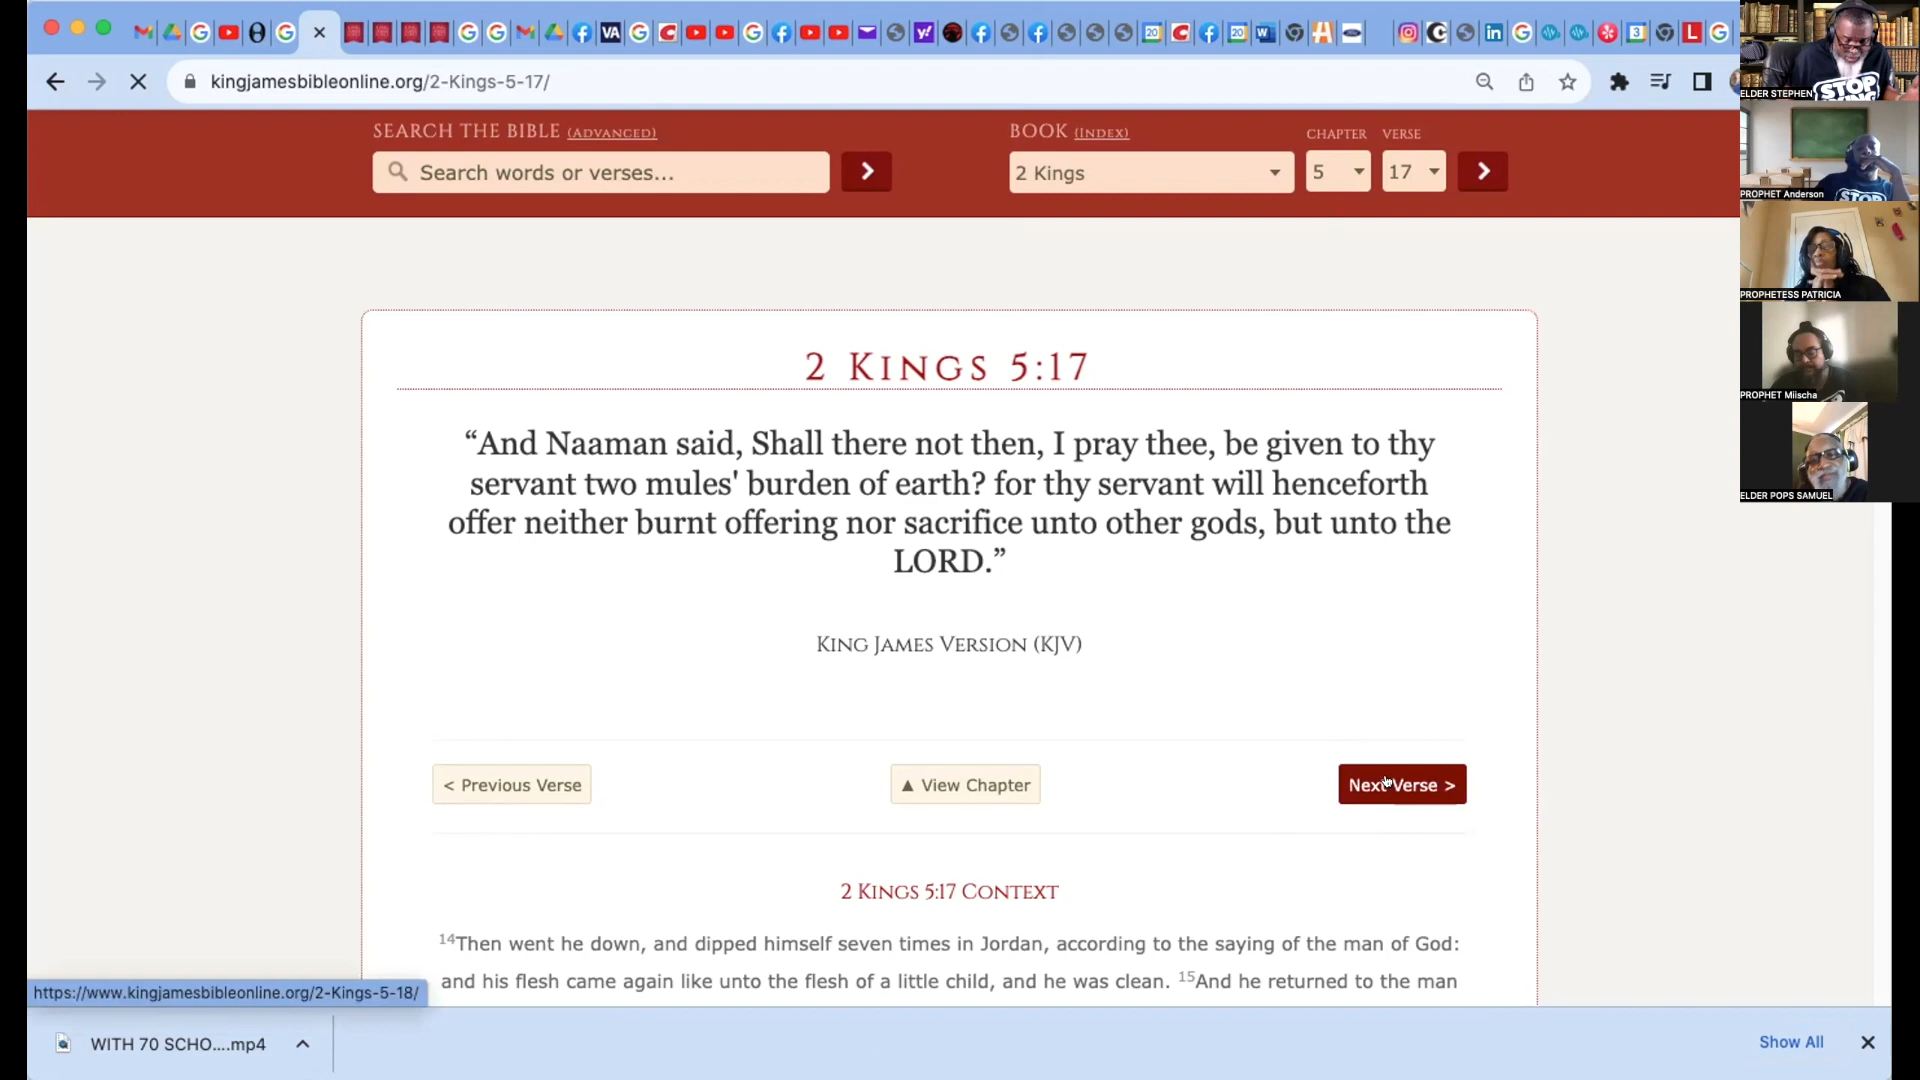 kingjamesbibleonline.org/2-Kings-5-17/
SEARCH THE BIBLE (ADVANCED)
BOOK (INDEX)
CHAPTER
VERSE
Search words or verses...
2 Kings
5
17
2 KINGS 5:17
“And Naaman said, Shall there not then, I pray thee, be given to thy
servant two mules' burden of earth? for thy servant will henceforth
offer neither burnt offering nor sacrifice unto other gods, but unto the
LORD.”
KING JAMES VERSION (KJV)
< Previous Verse
▲ View Chapter
Next Verse >
2 KINGS 5:17 CONTEXT
14Then went he down, and dipped himself seven times in Jordan, according to the saying of the man of God:
and his flesh came again like unto the flesh of a little child, and he was clean. 15And he returned to the man
https://www.kingjamesbibleonline.org/2-Kings-5-18/
WITH 70 SCHO....mp4
Show All
STOP
ELDER STEPHEN
STOP
PROPHET Anderson
PROPHETESS PATRICIA
PROPHET Miischa
ELDER POPS SAMUEL